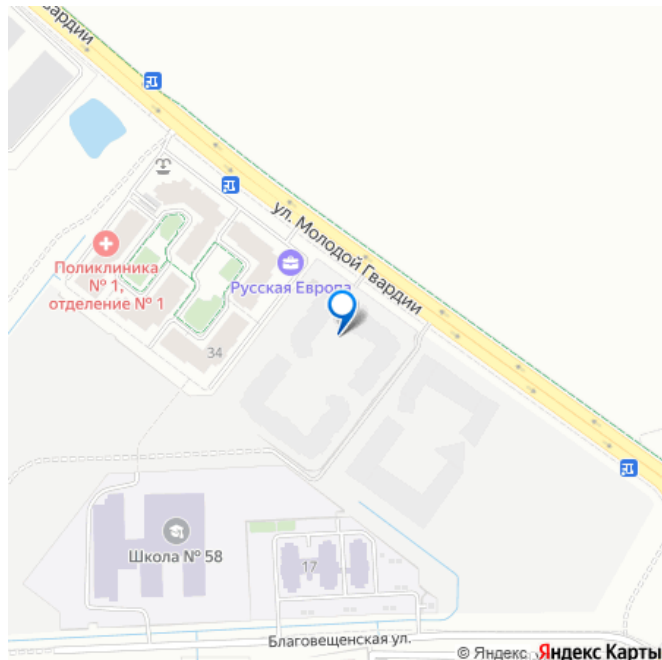 вардии
ул. Молодой Гвардии
Поликлиника
№ 1,
отделение № 1
Русская Европа
34
Школа № 58
17
Благовещенская ул.
© Яндекс Яндекс Карты